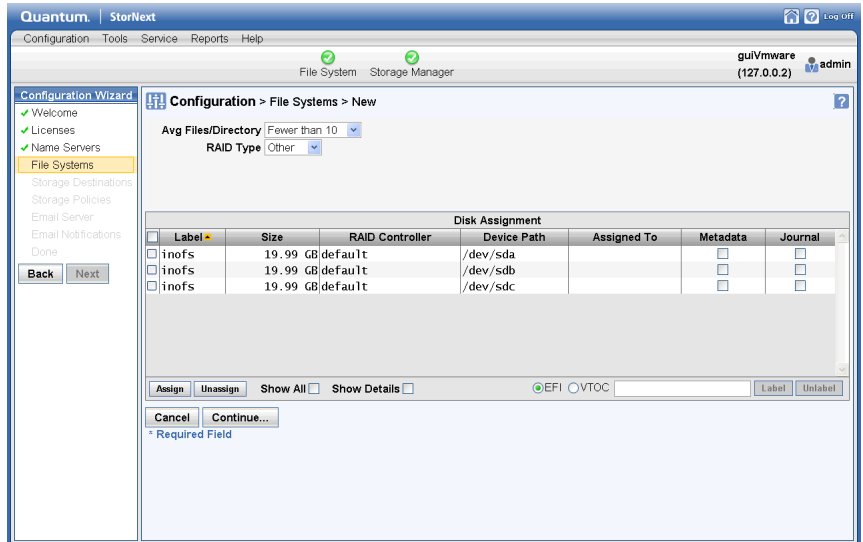 Quantum. StorNext
Log Off
Configuration Tools Service Reports Help
File System Storage Manager
guiVmware
(127.0.0.2)
admin
Configuration Wizard
Welcome
Licenses
Name Servers
File Systems
Storage Destinations
Storage Policies
Email Server
Email Notifications
Done
Back Next
Configuration > File Systems > New
?
Avg Files/Directory Fewer than 10
RAID Type Other
Disk Assignment
Label Size RAID Controller Device Path Assigned To Metadata Journal
inofs 19.99 GB default /dev/sda
inofs 19.99 GB default /dev/sdb
inofs 19.99 GB default /dev/sdc
Assign Unassign Show All Show Details EFI VTOC Label Unlabel
Cancel Continue...
* Required Field